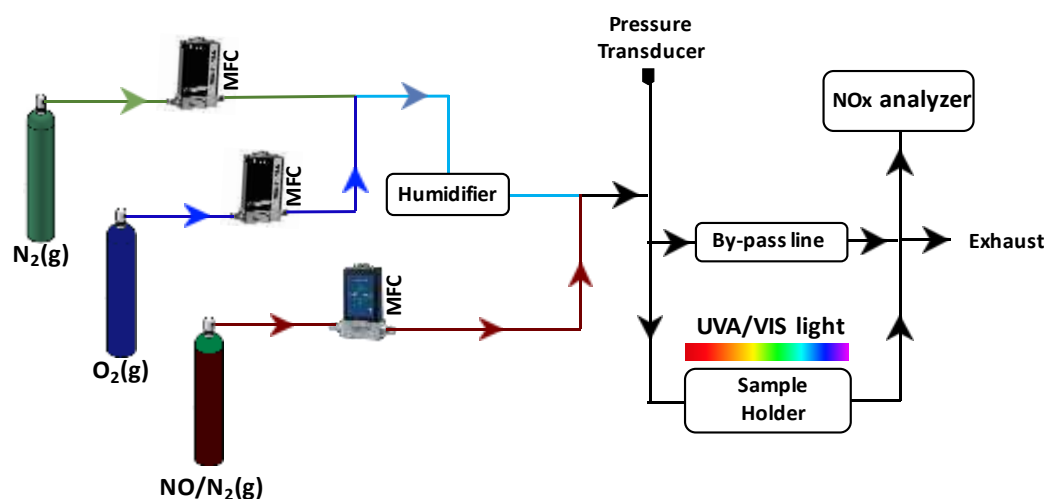 Pressure
Transducer
MFC
NOx analyzer
MFC
Humidifier
N₂(g)
By-pass line
Exhaust
MFC
UVA/VIS light
O₂(g)
Sample
Holder
NO/N₂(g)